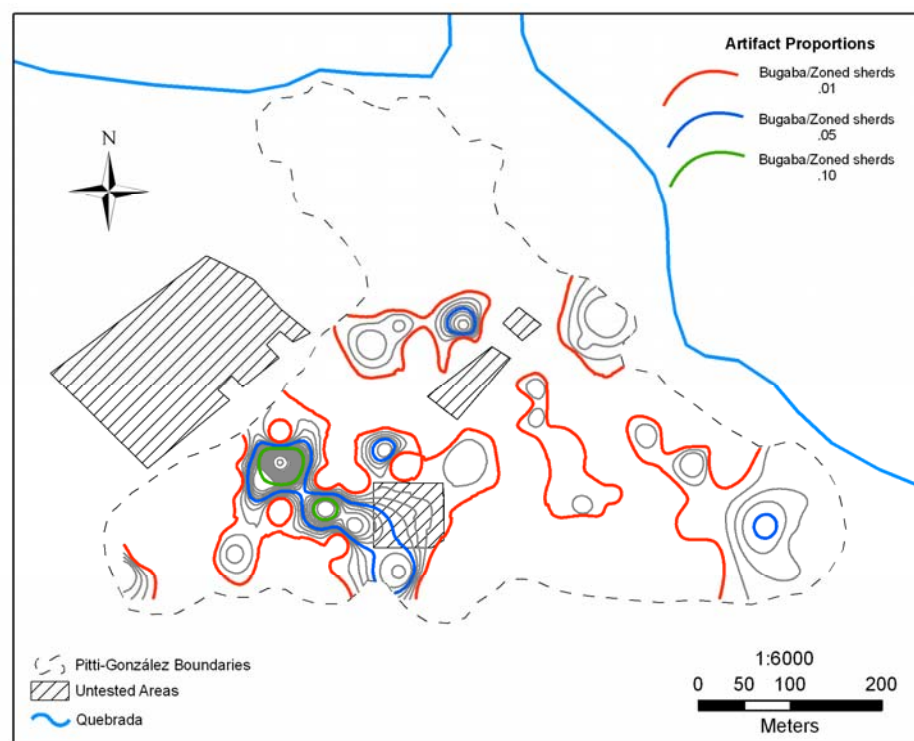 Artifact Proportions
Bugaba/Zoned sherds
.01
Bugaba/Zoned sherds
.05
Bugaba/Zoned sherds
.10
N
Pitti-González Boundaries
Untested Areas
Quebrada
1:6000
0 50 100 200
Meters